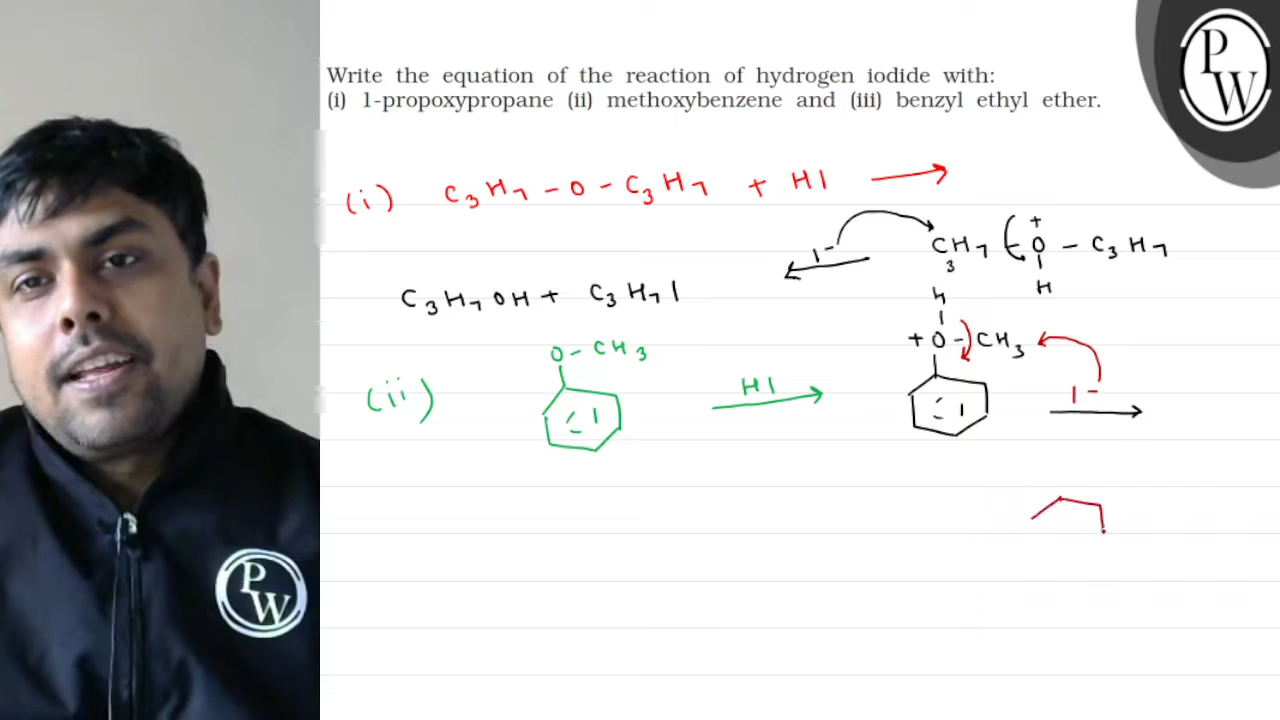 Write the equation of the reaction of hydrogen iodide with:
(i) 1-propoxypropane (ii) methoxybenzene and (iii) benzyl ethyl ether.
PW
(i) C3H7-O-C3H7 + HI
C3H7 - O+ - C3H7
H
I-
C3H7OH + C3H7I
H
+O-CH3
I-
(ii)
O-CH3
HI
PW